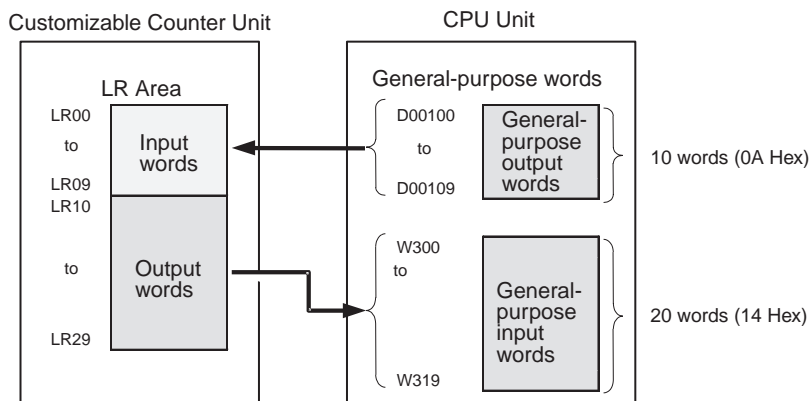 Customizable Counter Unit
CPU Unit
LR Area
General-purpose words
LR00
to
LR09
Input
words
D00100
to
D00109
General-
purpose
output
words
10 words (0A Hex)
LR10
to
LR29
Output
words
W300
to
W319
General-
purpose
input
words
20 words (14 Hex)